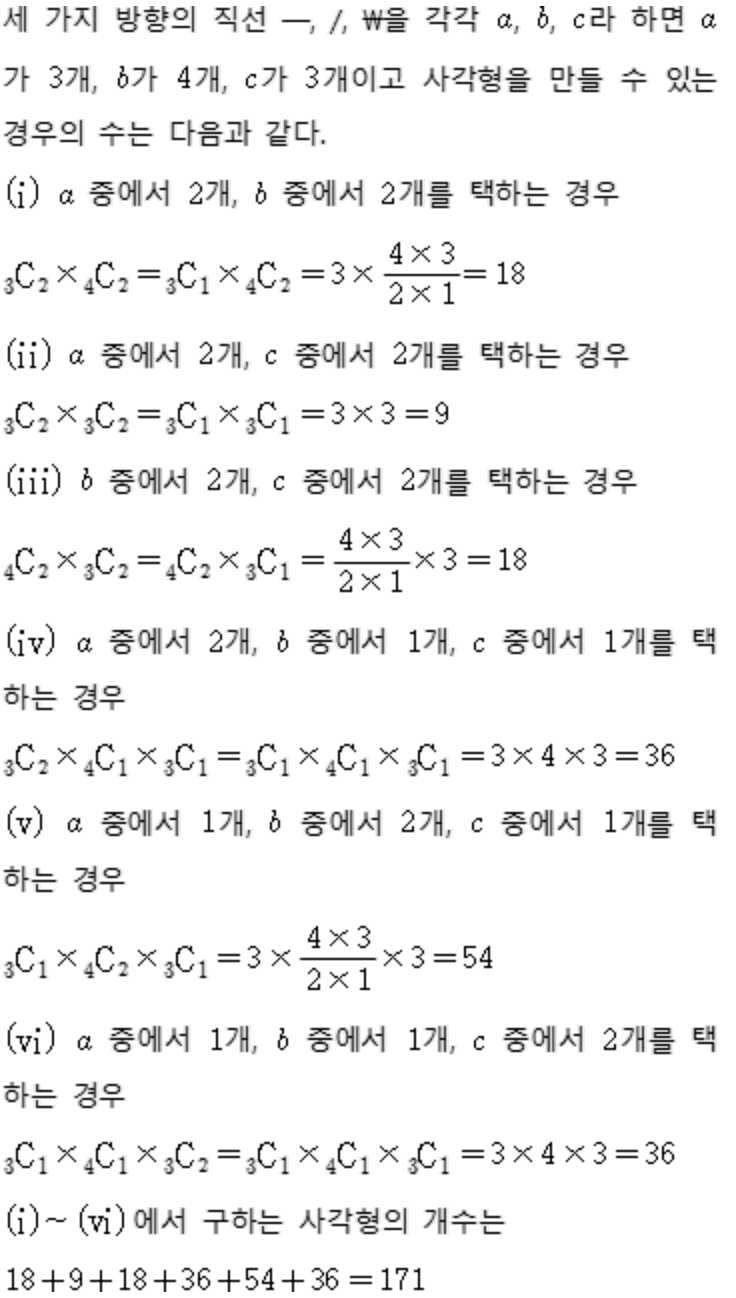 세 가지 방향의 직선 ―, /, ₩을 각각 a, b, c라 하면 a
가 3개, b가 4개, c가 3개이고 사각형을 만들 수 있는
경우의 수는 다음과 같다.
(i) a 중에서 2개, b 중에서 2개를 택하는 경우
₃C₂×₄C₂=₃C₁×₄C₂=3×(4×3)/(2×1)=18
(ii) a 중에서 2개, c 중에서 2개를 택하는 경우
₃C₂×₃C₂=₃C₁×₃C₁=3×3=9
(iii) b 중에서 2개, c 중에서 2개를 택하는 경우
₄C₂×₃C₂=₄C₂×₃C₁=(4×3)/(2×1)×3=18
(iv) a 중에서 2개, b 중에서 1개, c 중에서 1개를 택
하는 경우
₃C₂×₄C₁×₃C₁=₃C₁×₄C₁×₃C₁=3×4×3=36
(v) a 중에서 1개, b 중에서 2개, c 중에서 1개를 택
하는 경우
₃C₁×₄C₂×₃C₁=3×(4×3)/(2×1)×3=54
(vi) a 중에서 1개, b 중에서 1개, c 중에서 2개를 택
하는 경우
₃C₁×₄C₁×₃C₂=₃C₁×₄C₁×₃C₁=3×4×3=36
(i)~(vi)에서 구하는 사각형의 개수는
18+9+18+36+54+36=171